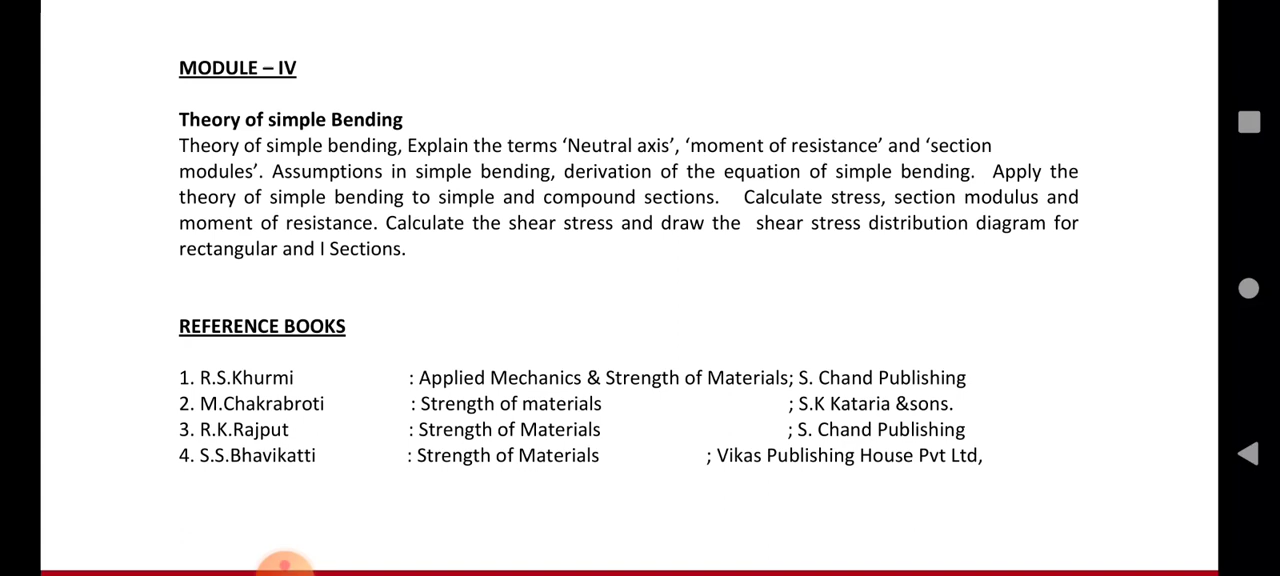 MODULE – IV
Theory of simple Bending
Theory of simple bending, Explain the terms ‘Neutral axis’, ‘moment of resistance’ and ‘section
modules’. Assumptions in simple bending, derivation of the equation of simple bending. Apply the
theory of simple bending to simple and compound sections. Calculate stress, section modulus and
moment of resistance. Calculate the shear stress and draw the shear stress distribution diagram for
rectangular and I Sections.
REFERENCE BOOKS
1. R.S.Khurmi : Applied Mechanics & Strength of Materials; S. Chand Publishing
2. M.Chakrabroti : Strength of materials ; S.K Kataria &sons.
3. R.K.Rajput : Strength of Materials ; S. Chand Publishing
4. S.S.Bhavikatti : Strength of Materials ; Vikas Publishing House Pvt Ltd,